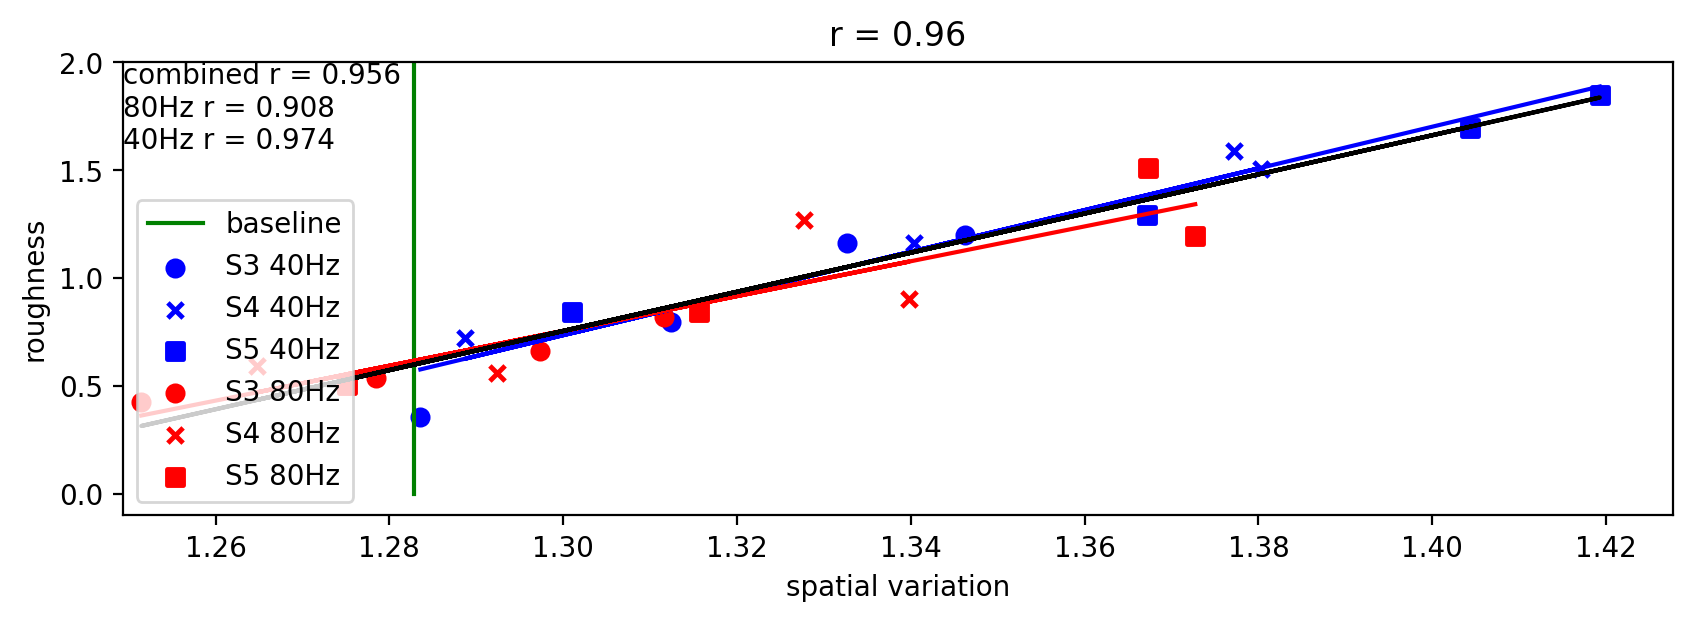 r = 0.96
combined r = 0.956
80Hz r = 0.908
40Hz r = 0.974
baseline
S3 40Hz
S4 40Hz
S5 40Hz
S3 80Hz
S4 80Hz
S5 80Hz
roughness
2.0
1.5
1.0
0.5
0.0
1.26 1.28 1.30 1.32 1.34 1.36 1.38 1.40 1.42
spatial variation